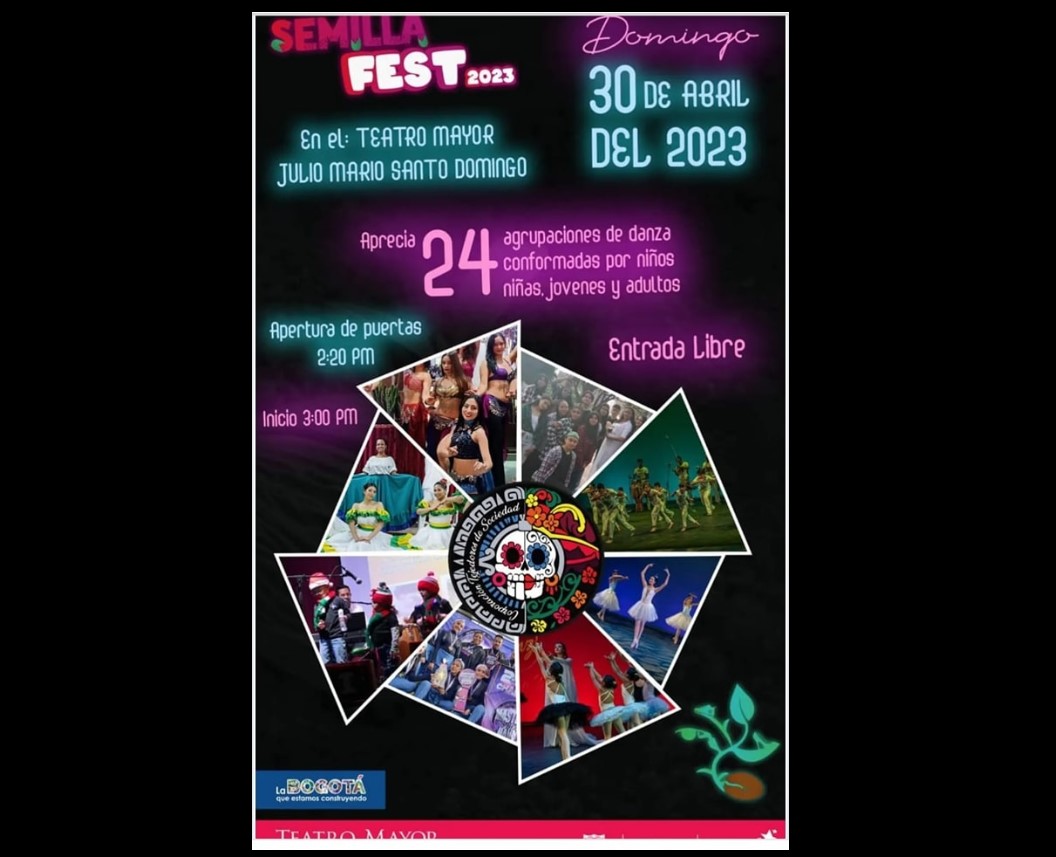 SEMILLA
FEST 2023
Domingo
30 DE ABRIL
DEL 2023
En el: TEATRO MAYOR
JULIO MARIO SANTO DOMINGO
Aprecia 24 agrupaciones de danza
conformadas por niños
niñas, jovenes y adultos
Apertura de puertas
2:20 PM
Entrada Libre
Inicio 3:00 PM
Corporación Tejedores de Sociedad
La BOGOTÁ
que estamos construyendo
TEATRO MAYOR